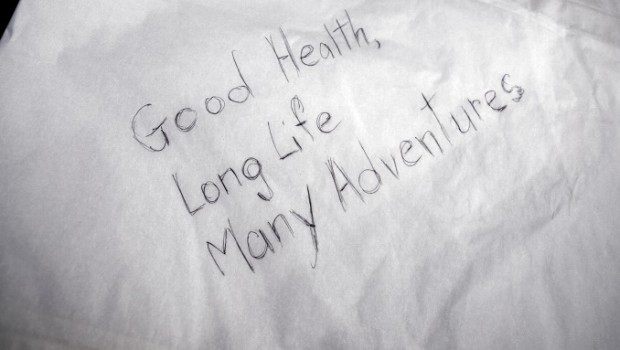 Good Health,
Long Life
Many Adventures